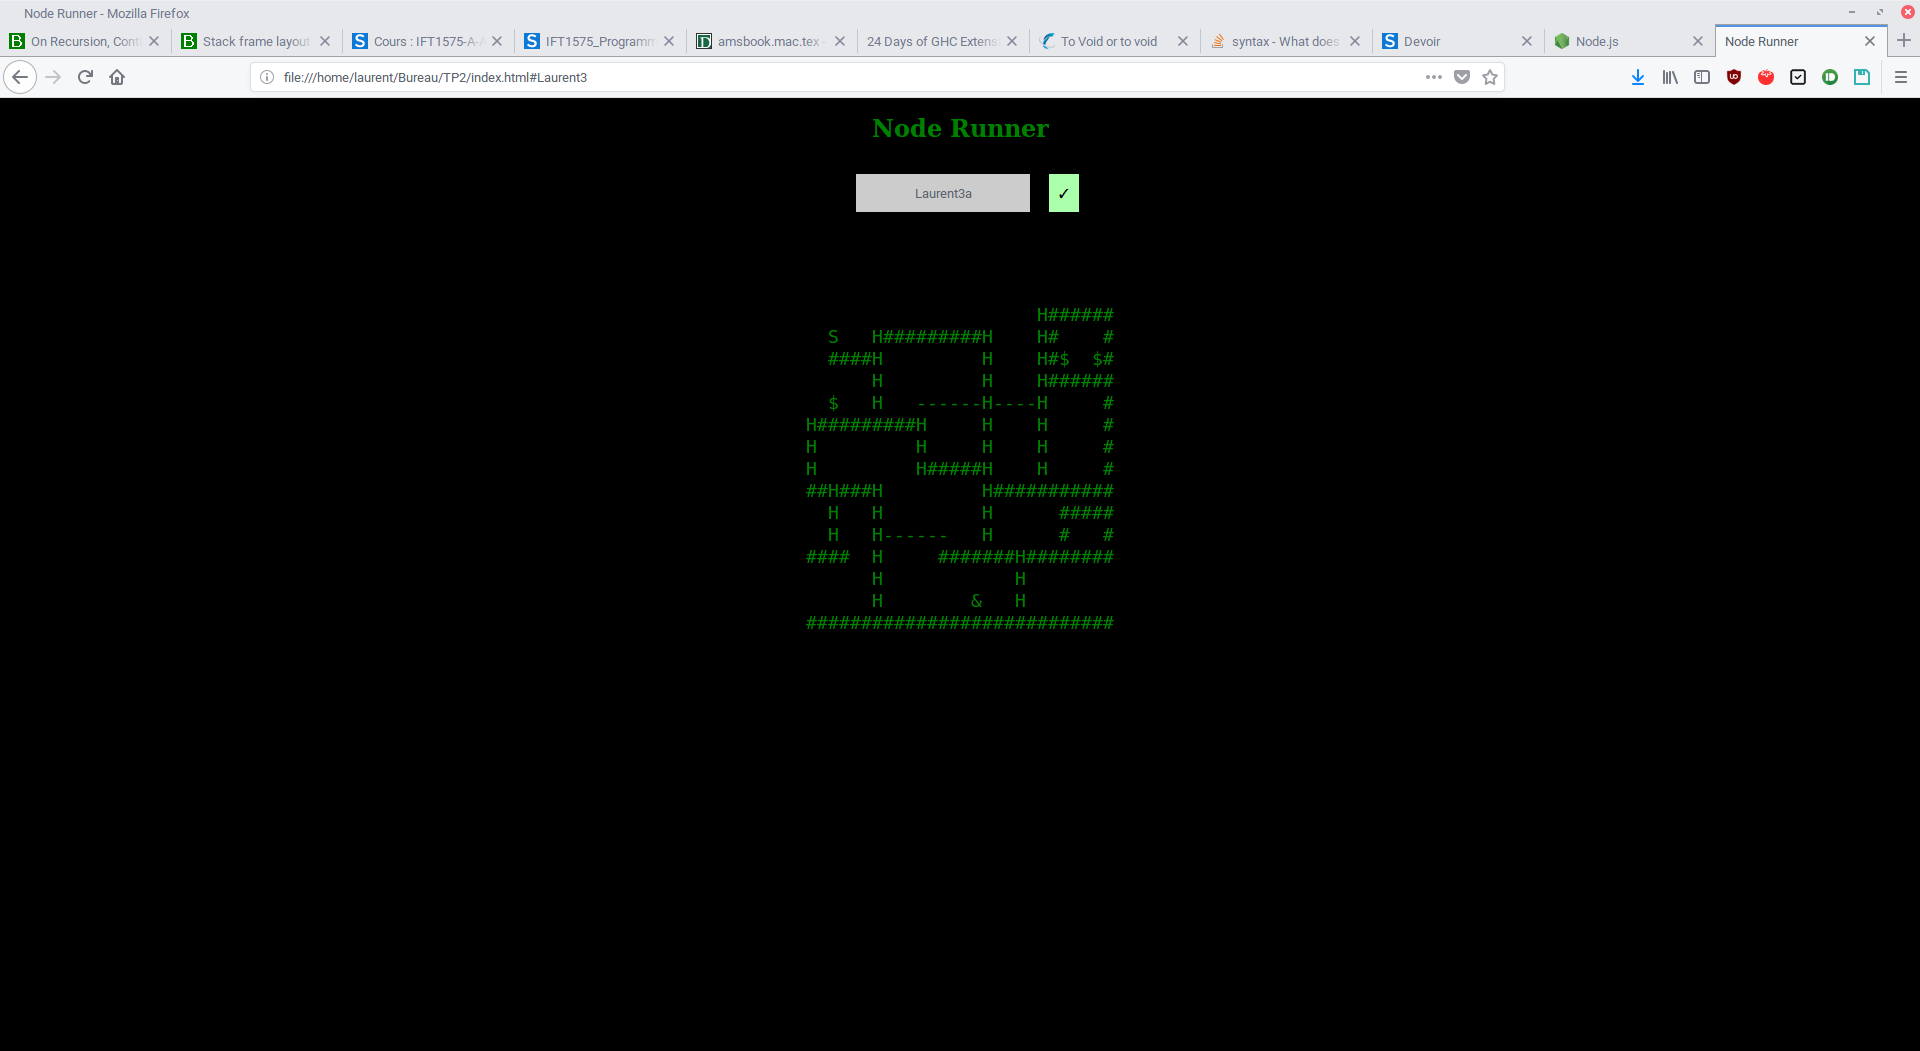 Node Runner - Mozilla Firefox
On Recursion, Cont
Stack frame layout
Cours : IFT1575-A-A
IFT1575_Programm
amsbook.mac.tex -
24 Days of GHC Extens
To Void or to void
syntax - What does
Devoir
Node.js
Node Runner
file:///home/laurent/Bureau/TP2/index.html#Laurent3
Node Runner
Laurent3a ✓
                     H######
  S   H#########H    H#    #
  ####H         H    H#$  $#
      H         H    H######
  $   H   ------H----H     #
H#########H     H    H     #
H         H     H    H     #
H         H#####H    H     #
##H###H         H###########
  H   H         H      #####
  H   H------   H      #   #
####  H     #######H########
      H            H
      H        &   H
############################